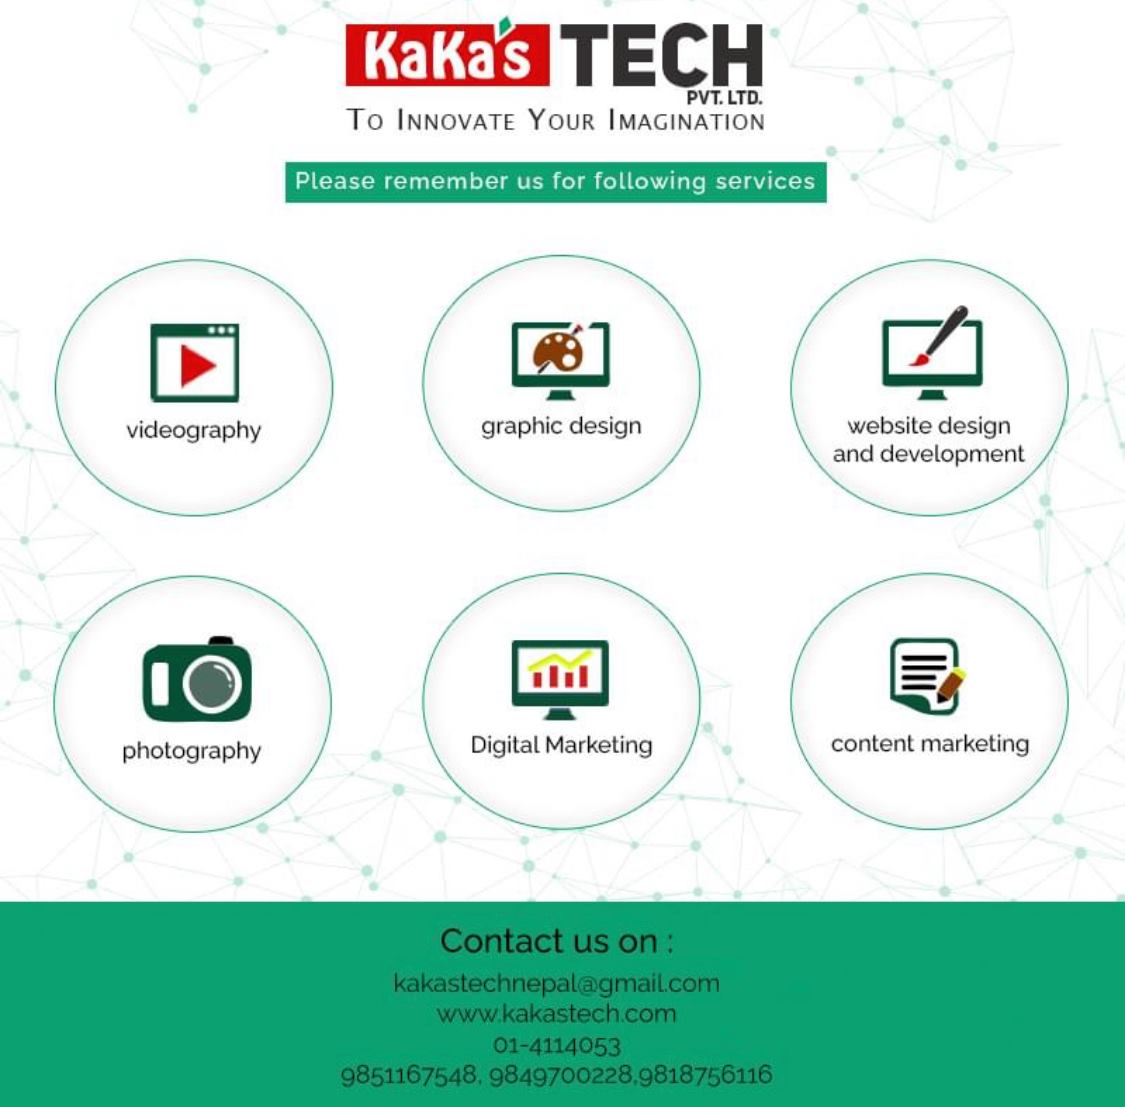 KaKa's TECH
PVT. LTD.
To Innovate Your Imagination
Please remember us for following services
videography
graphic design
website design
and development
photography
Digital Marketing
content marketing
Contact us on :
kakastechnepal@gmail.com
www.kakastech.com
01-4114053
9851167548, 9849700228,9818756116